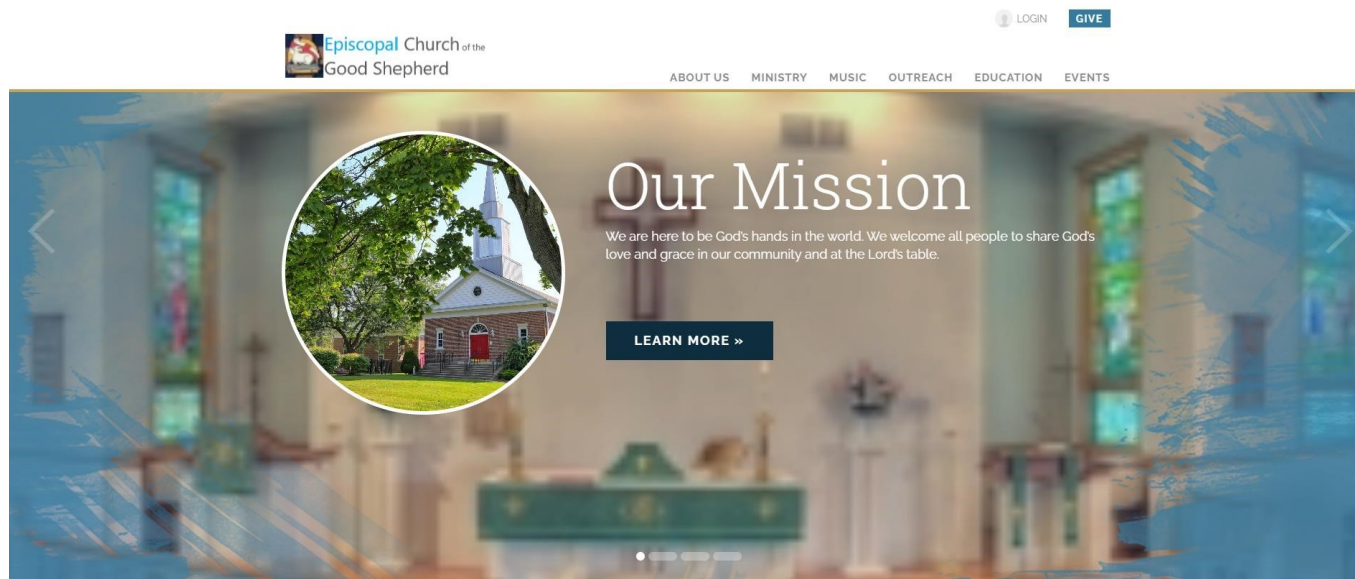 LOGIN
GIVE
Episcopal Church of the
Good Shepherd
ABOUT US MINISTRY MUSIC OUTREACH EDUCATION EVENTS
Our Mission
We are here to be God's hands in the world. We welcome all people to share God's
love and grace in our community and at the Lord's table.
LEARN MORE »